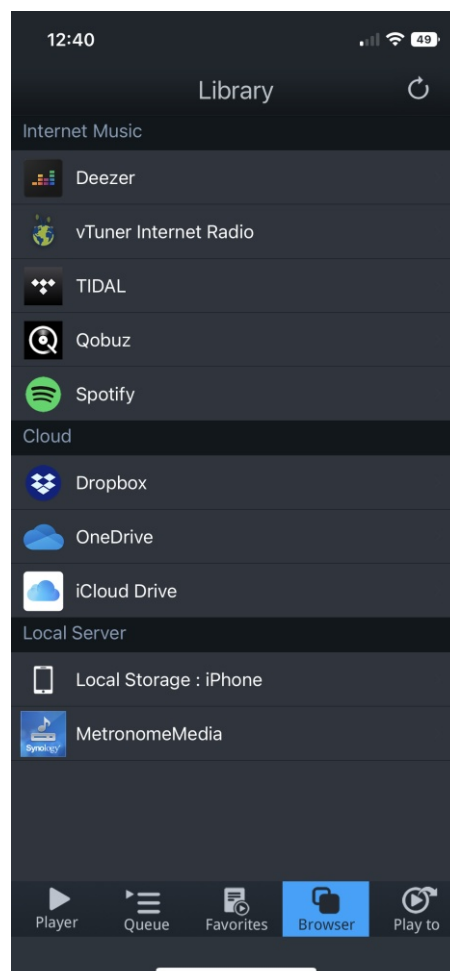 12:40
49
Library
Internet Music
Deezer
vTuner Internet Radio
TIDAL
Qobuz
Spotify
Cloud
Dropbox
OneDrive
iCloud Drive
Local Server
Local Storage : iPhone
Synology
MetronomeMedia
Player
Queue
Favorites
Browser
Play to